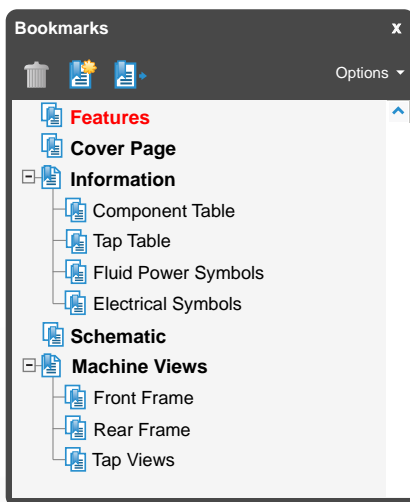 Bookmarks x
Options
Features
Cover Page
Information
Component Table
Tap Table
Fluid Power Symbols
Electrical Symbols
Schematic
Machine Views
Front Frame
Rear Frame
Tap Views